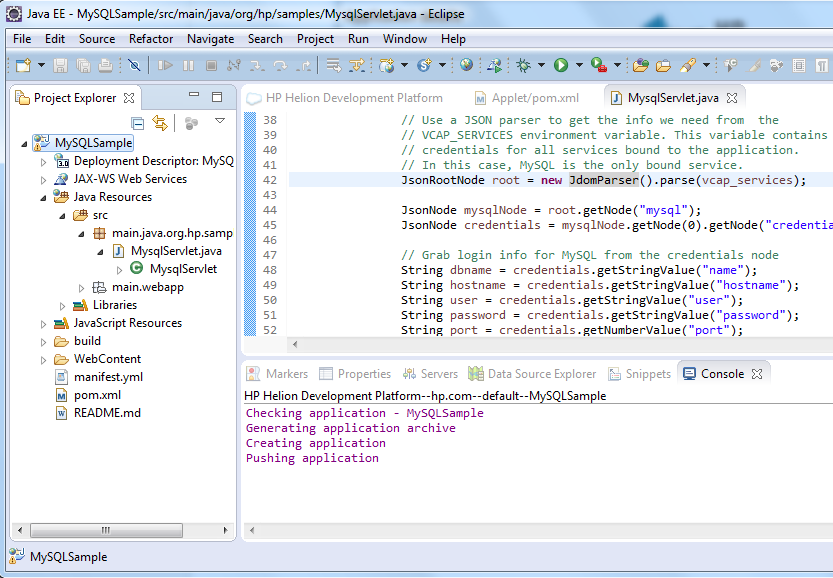 Java EE - MySQLSample/src/main/java/org/hp/samples/MysqlServlet.java - Eclipse
File Edit Source Refactor Navigate Search Project Run Window Help
Project Explorer
HP Helion Development Platform Applet/pom.xml MysqlServlet.java
MySQLSample
Deployment Descriptor: MySQ
JAX-WS Web Services
Java Resources
src
main.java.org.hp.samp
MysqlServlet.java
MysqlServlet
main.webapp
Libraries
JavaScript Resources
build
WebContent
manifest.yml
pom.xml
README.md
38 // Use a JSON parser to get the info we need from  the
39 // VCAP_SERVICES environment variable. This variable contains
40 // credentials for all services bound to the application.
41 // In this case, MySQL is the only bound service.
42 JsonRootNode root = new JdomParser().parse(vcap_services);
43
44 JsonNode mysqlNode = root.getNode("mysql");
45 JsonNode credentials = mysqlNode.getNode(0).getNode("credentia
46
47 // Grab login info for MySQL from the credentials node
48 String dbname = credentials.getStringValue("name");
49 String hostname = credentials.getStringValue("hostname");
50 String user = credentials.getStringValue("user");
51 String password = credentials.getStringValue("password");
52 String port = credentials.getNumberValue("port");
Markers Properties Servers Data Source Explorer Snippets Console
HP Helion Development Platform--hp.com--default--MySQLSample
Checking application - MySQLSample
Generating application archive
Creating application
Pushing application
MySQLSample